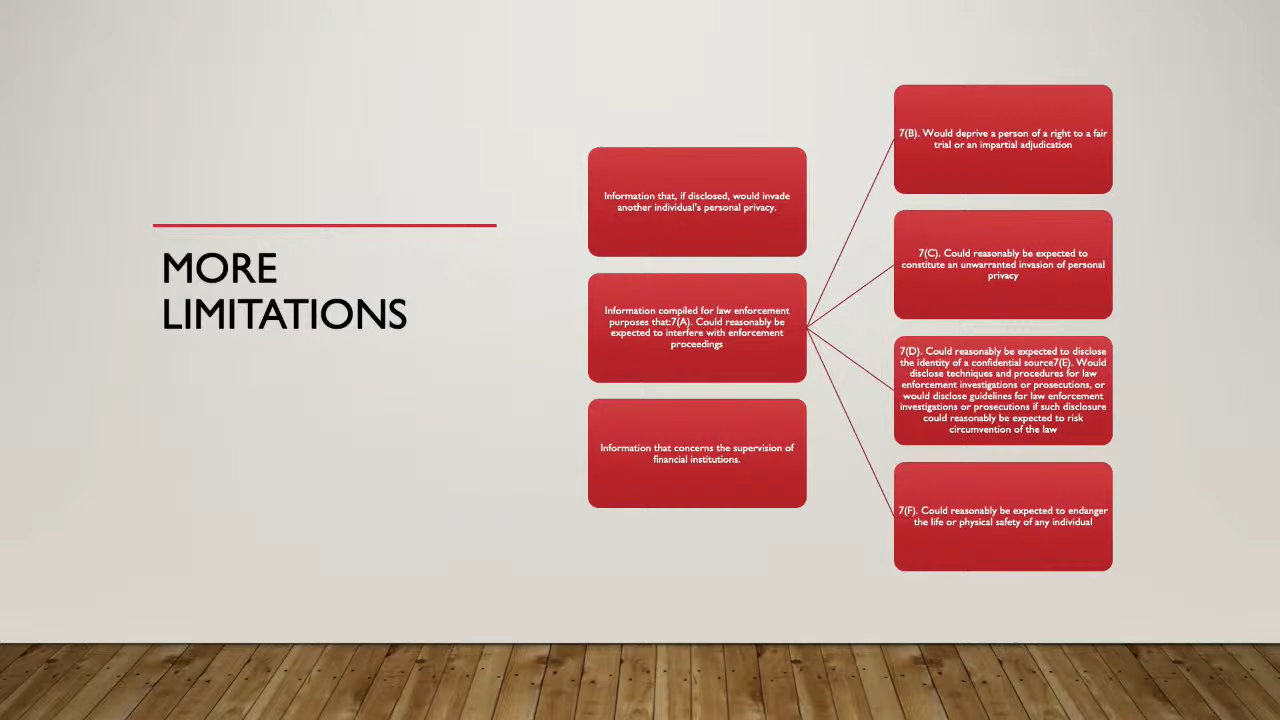 MORE
LIMITATIONS
Information that, if disclosed, would invade
another individual's personal privacy.
Information compiled for law enforcement
purposes that:7(A). Could reasonably be
expected to interfere with enforcement
proceedings
7(B). Would deprive a person of a right to a fair
trial or an impartial adjudication
7(C). Could reasonably be expected to
constitute an unwarranted invasion of personal
privacy
7(D). Could reasonably be expected to disclose
the identity of a confidential source7(E). Would
disclose techniques and procedures for law
enforcement investigations or prosecutions, or
would disclose guidelines for law enforcement
investigations or prosecutions if such disclosure
could reasonably be expected to risk
circumvention of the law
7(F). Could reasonably be expected to endanger
the life or physical safety of any individual
Information that concerns the supervision of
financial institutions.